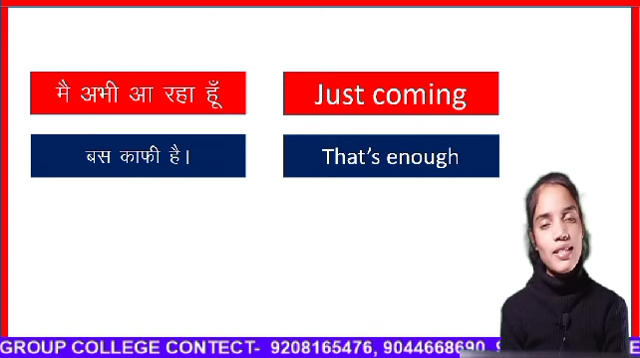 मै अभी आ रहा हूँ
Just coming
बस काफी है।
That's enough
GROUP COLLEGE CONTECT- 9208165476, 9044668690,